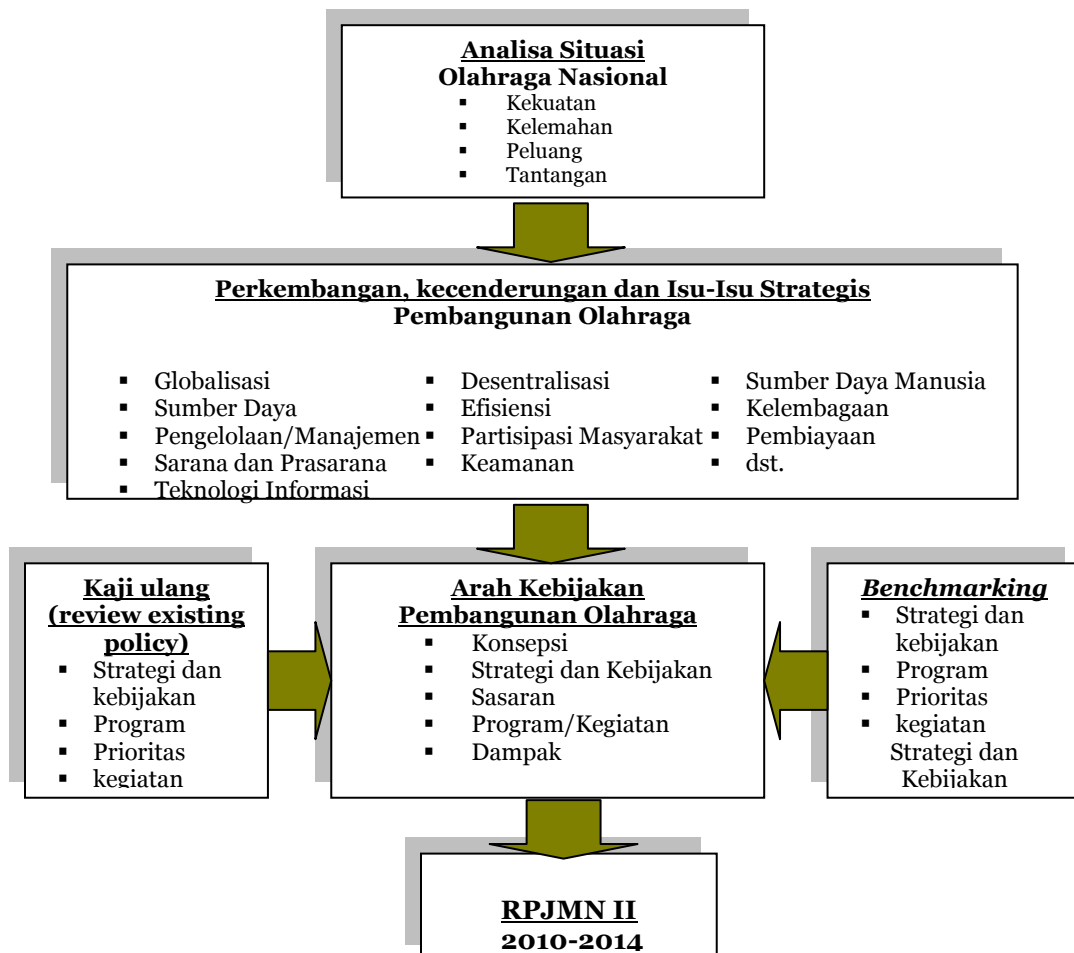 Analisa Situasi
Olahraga Nasional
▪ Kekuatan
▪ Kelemahan
▪ Peluang
▪ Tantangan
Perkembangan, kecenderungan dan Isu-Isu Strategis
Pembangunan Olahraga
▪ Globalisasi
▪ Sumber Daya
▪ Pengelolaan/Manajemen
▪ Sarana dan Prasarana
▪ Teknologi Informasi
▪ Desentralisasi
▪ Efisiensi
▪ Partisipasi Masyarakat
▪ Keamanan
▪ Sumber Daya Manusia
▪ Kelembagaan
▪ Pembiayaan
▪ dst.
Kaji ulang
(review existing
policy)
▪ Strategi dan
kebijakan
▪ Program
▪ Prioritas
▪ kegiatan
Arah Kebijakan
Pembangunan Olahraga
▪ Konsepsi
▪ Strategi dan Kebijakan
▪ Sasaran
▪ Program/Kegiatan
▪ Dampak
Benchmarking
▪ Strategi dan
kebijakan
▪ Program
▪ Prioritas
▪ kegiatan
Strategi dan
Kebijakan
RPJMN II
2010-2014